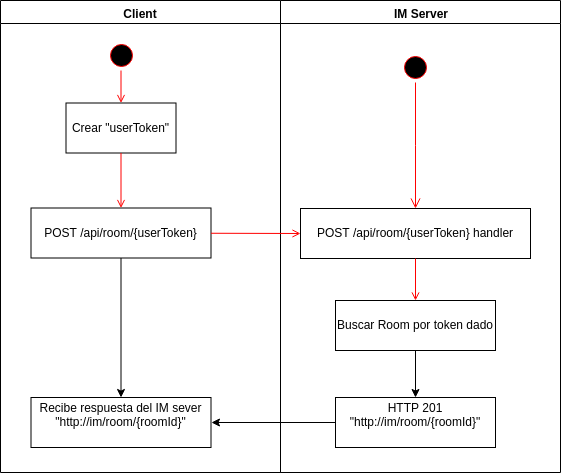 Client
IM Server
Crear "userToken"
POST /api/room/{userToken}
POST /api/room/{userToken} handler
Buscar Room por token dado
Recibe respuesta del IM sever
"http://im/room/{roomId}"
HTTP 201
"http://im/room/{roomId}"